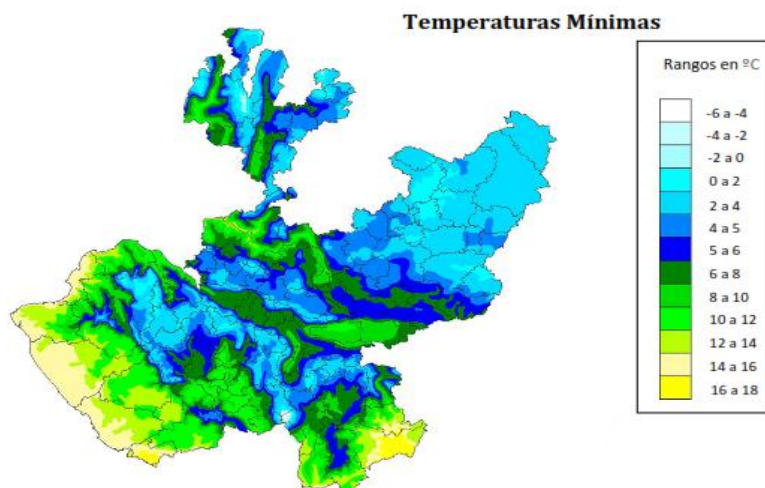 Temperaturas Mínimas
Rangos en ºC
-6 a -4
-4 a -2
-2 a 0
0 a 2
2 a 4
4 a 5
5 a 6
6 a 8
8 a 10
10 a 12
12 a 14
14 a 16
16 a 18